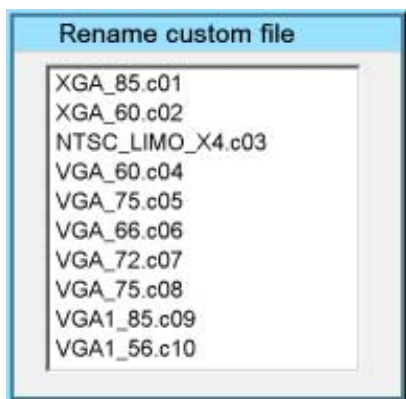 Rename custom file
XGA_85.c01
XGA_60.c02
NTSC_LIMO_X4.c03
VGA_60.c04
VGA_75.c05
VGA_66.c06
VGA_72.c07
VGA_75.c08
VGA1_85.c09
VGA1_56.c10